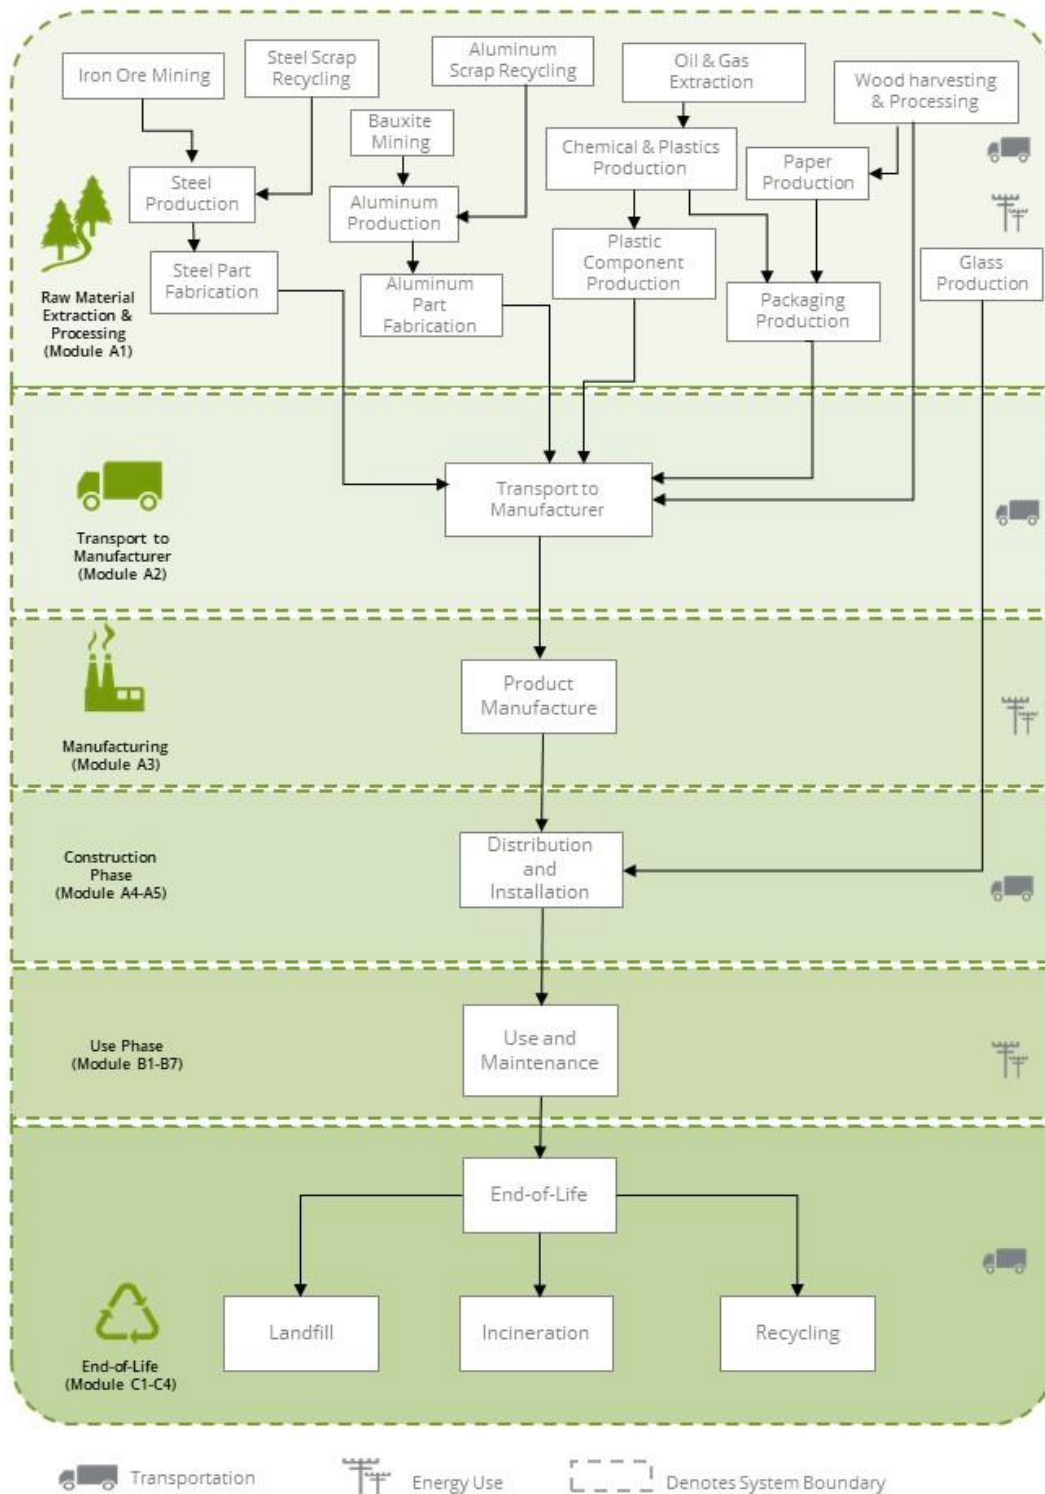 Iron Ore Mining
Steel Scrap
Recycling
Aluminum
Scrap Recycling
Oil & Gas
Extraction
Wood harvesting
& Processing
Bauxite
Mining
Chemical & Plastics
Production
Paper
Production
Steel
Production
Aluminum
Production
Plastic
Component
Production
Glass
Production
Steel Part
Fabrication
Aluminum
Part
Fabrication
Packaging
Production
Raw Material
Extraction &
Processing
(Module A1)
Transport to
Manufacturer
Transport to
Manufacturer
(Module A2)
Product
Manufacture
Manufacturing
(Module A3)
Distribution
and
Installation
Construction
Phase
(Module A4-A5)
Use and
Maintenance
Use Phase
(Module B1-B7)
End-of-Life
Landfill
Incineration
Recycling
End-of-Life
(Module C1-C4)
Transportation
Energy Use
Denotes System Boundary